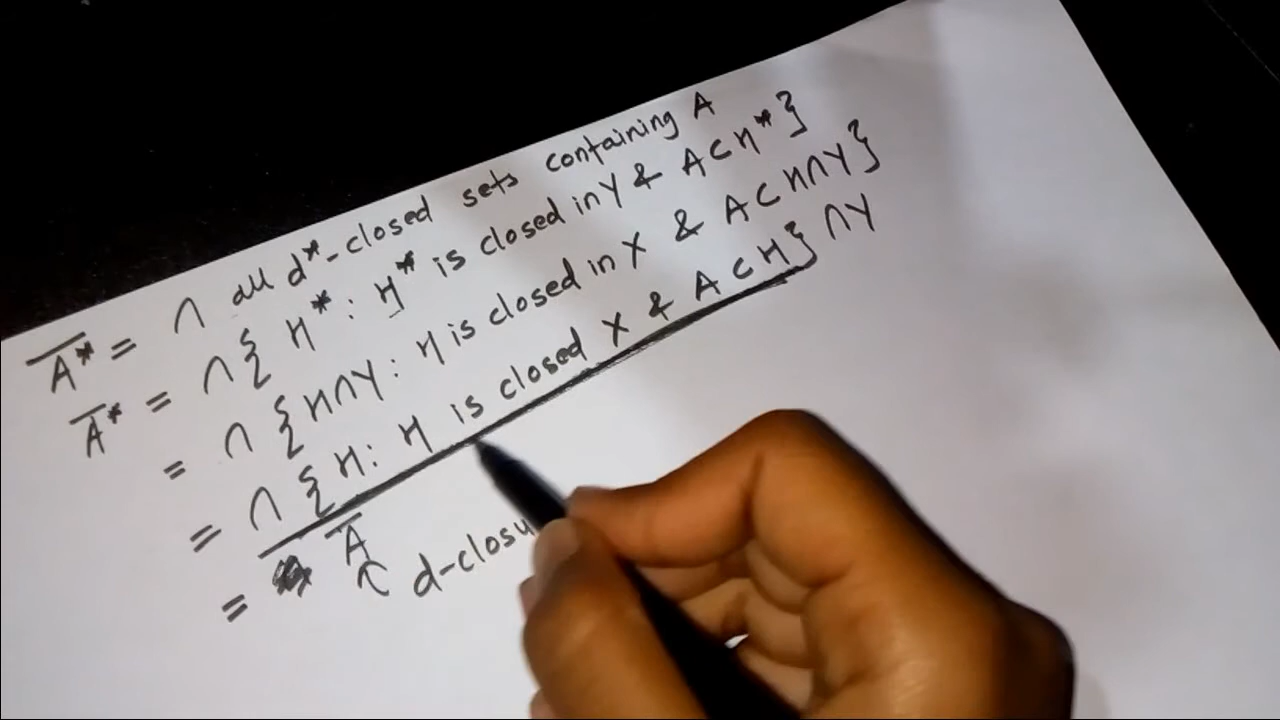 A̅* = ∩ all d*-closed sets containing A
A̅* = ∩ { H* : H* is closed in Y & A ⊂ H* }
= ∩ { H∩Y : H is closed in X & A ⊂ H∩Y }
= ∩ { H : H is closed X & A ⊂ H } ∩ Y
= A̅
d-closu